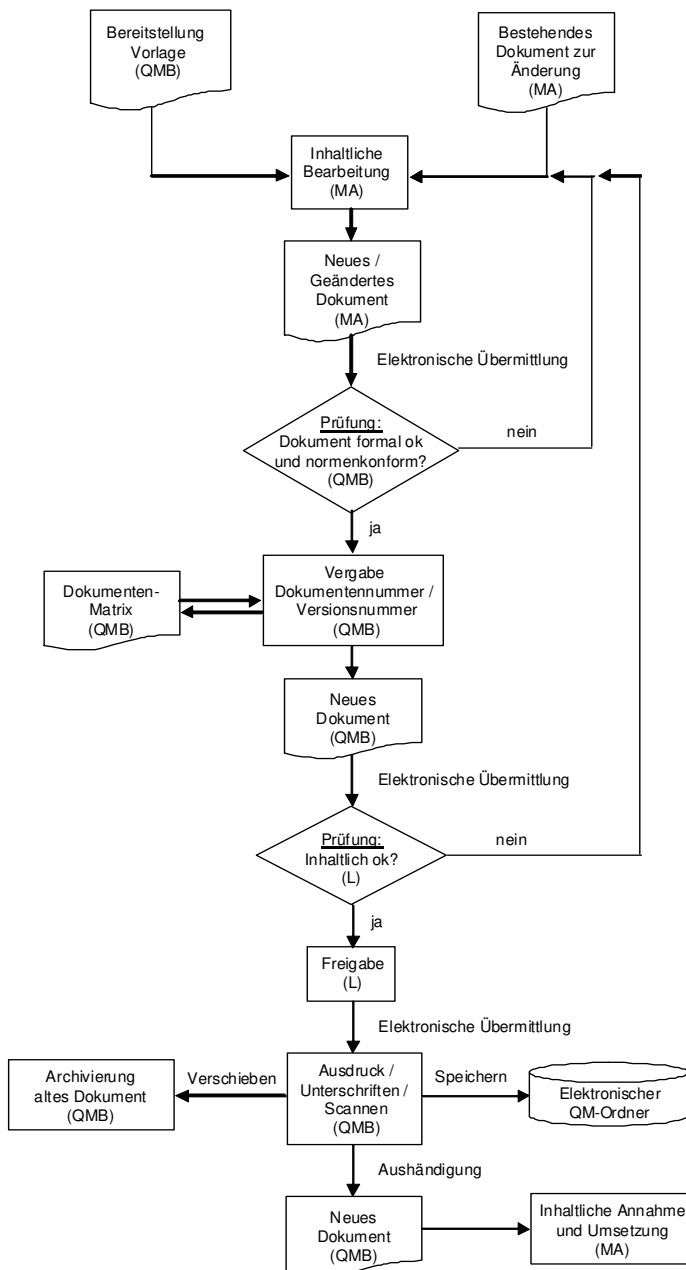 Bereitstellung
Vorlage
(QMB)
Bestehendes
Dokument zur
Änderung
(MA)
Inhaltliche
Bearbeitung
(MA)
Neues /
Geändertes
Dokument
(MA)
Elektronische Übermittlung
Prüfung:
Dokument formal ok
und normenkonform?
(QMB)
nein
ja
Dokumenten-
Matrix
(QMB)
Vergabe
Dokumentennummer /
Versionsnummer
(QMB)
Neues
Dokument
(QMB)
Elektronische Übermittlung
Prüfung:
Inhaltlich ok?
(L)
nein
ja
Freigabe
(L)
Elektronische Übermittlung
Archivierung
altes Dokument
(QMB)
Verschieben
Ausdruck /
Unterschriften /
Scannen
(QMB)
Speichern
Elektronischer
QM-Ordner
Aushändigung
Neues
Dokument
(QMB)
Inhaltliche Annahme
und Umsetzung
(MA)